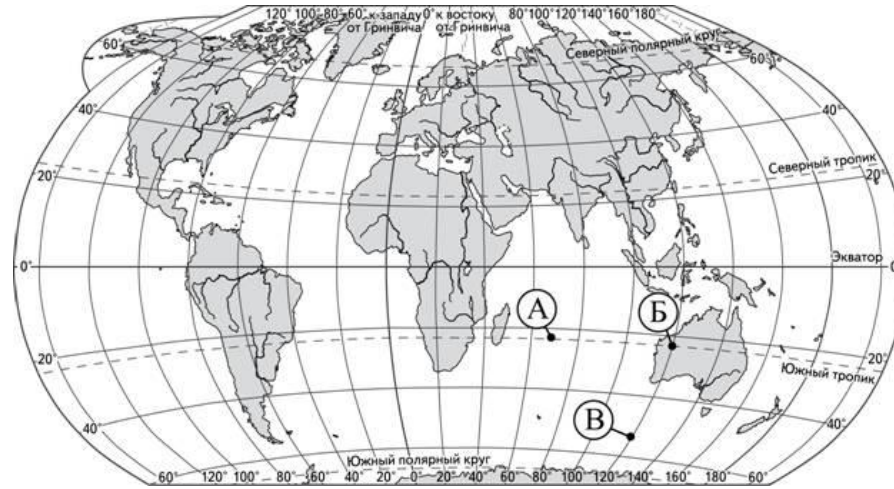 120° 100° 80° 60° к западу 0° к востоку 80° 100° 120° 140° 160° 180°
от Гринвича от Гринвича
Северный полярный круг
60° 60°
40° 40°
Северный тропик
20° 20°
Экватор
0° 0°
А Б
20° 20°
Южный тропик
В
40° 40°
Южный полярный круг
60° 120° 100° 80° 60° 40° 20° 0° 20° 40° 60° 80° 100° 120° 140° 160° 60°